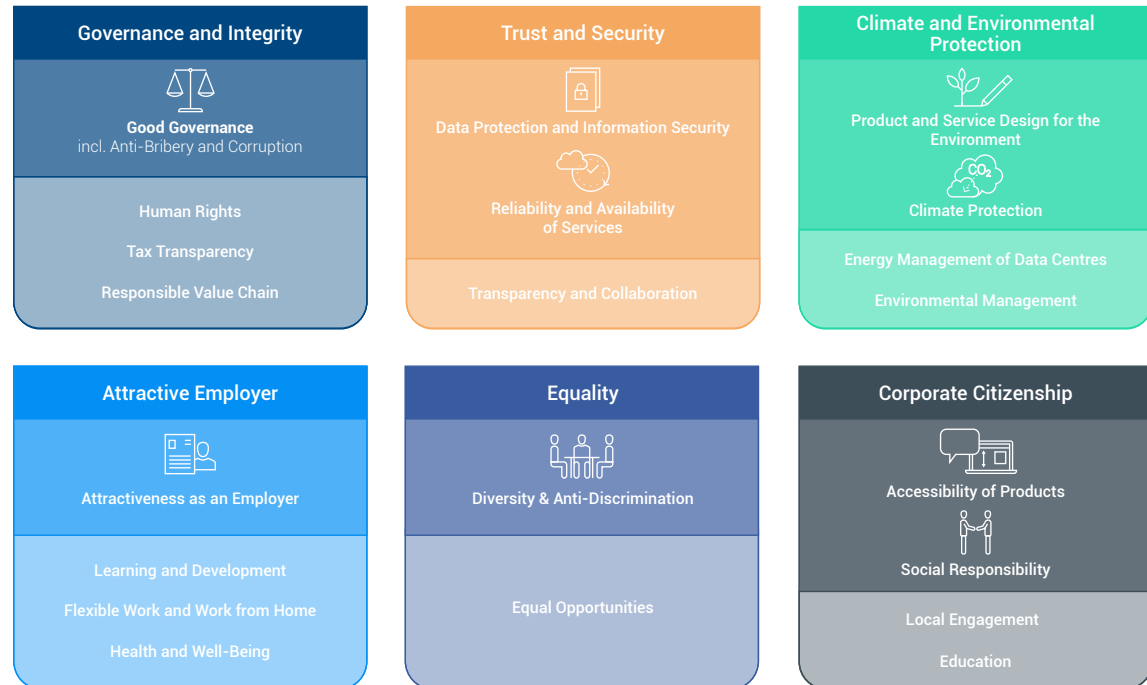 Governance and Integrity
Good Governance
incl. Anti-Bribery and Corruption
Human Rights
Tax Transparency
Responsible Value Chain
Trust and Security
Data Protection and Information Security
Reliability and Availability
of Services
Transparency and Collaboration
Climate and Environmental
Protection
Product and Service Design for the
Environment
CO2
Climate Protection
Energy Management of Data Centres
Environmental Management
Attractive Employer
Attractiveness as an Employer
Learning and Development
Flexible Work and Work from Home
Health and Well-Being
Equality
Diversity & Anti-Discrimination
Equal Opportunities
Corporate Citizenship
Accessibility of Products
Social Responsibility
Local Engagement
Education